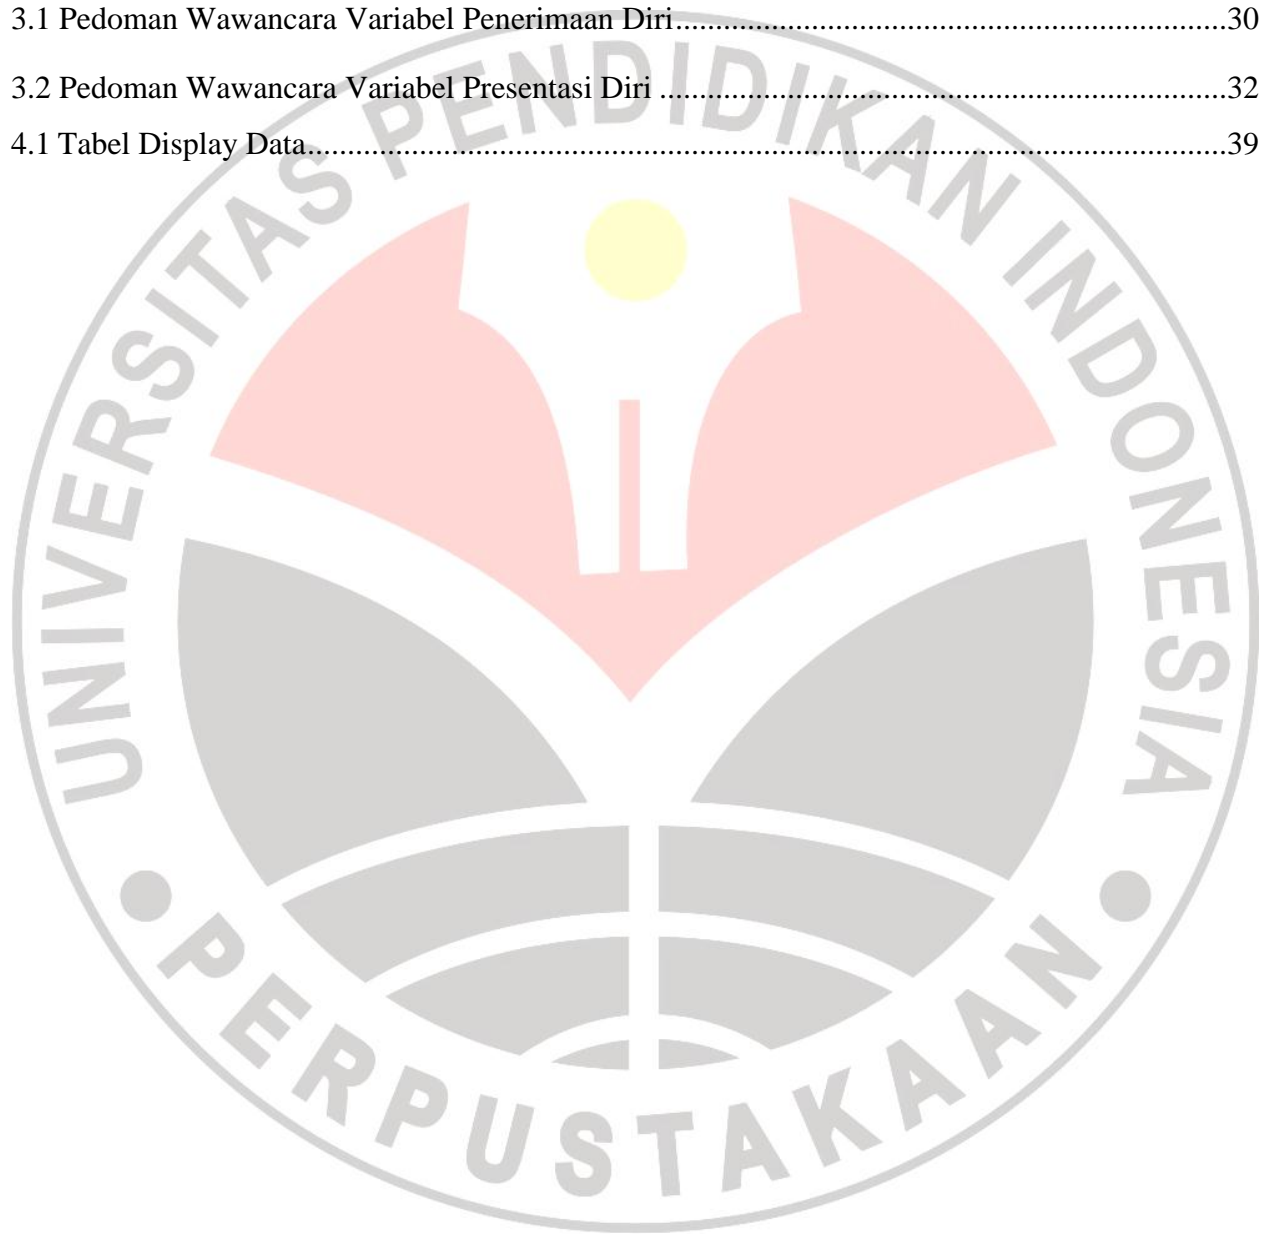 3.1 Pedoman Wawancara Variabel Penerimaan Diri....................................................................30
3.2 Pedoman Wawancara Variabel Presentasi Diri ......................................................................32
4.1 Tabel Display Data..................................................................................................................39
UNIVERSITAS PENDIDIKAN INDONESIA
• PERPUSTAKAAN •